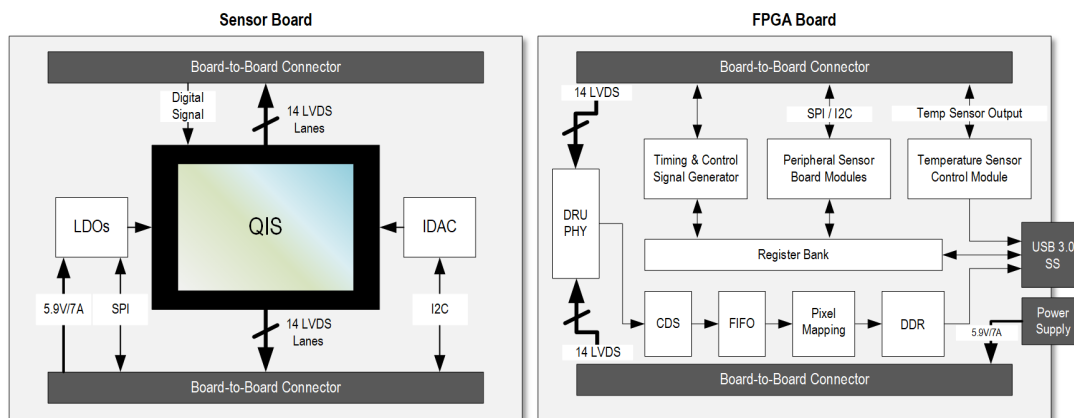 Sensor Board
Board-to-Board Connector
Digital
Signal
14 LVDS
Lanes
QIS
LDOs
IDAC
5.9V/7A
SPI
I2C
14 LVDS
Lanes
Board-to-Board Connector
FPGA Board
Board-to-Board Connector
14 LVDS
SPI / I2C
Temp Sensor Output
Timing & Control
Signal Generator
Peripheral Sensor
Board Modules
Temperature Sensor
Control Module
DRU
PHY
Register Bank
USB 3.0
SS
CDS
FIFO
Pixel
Mapping
DDR
Power
Supply
5.9V/7A
14 LVDS
Board-to-Board Connector